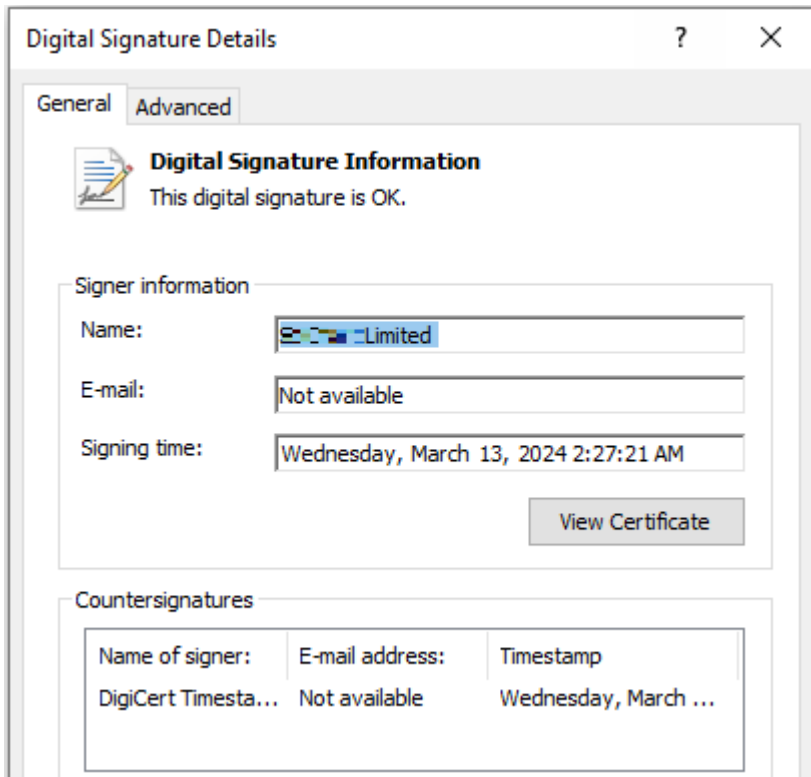 Digital Signature Details
?
General
Advanced
Digital Signature Information
This digital signature is OK.
Signer information
Name:
Limited
E-mail:
Not available
Signing time:
Wednesday, March 13, 2024 2:27:21 AM
View Certificate
Countersignatures
Name of signer: E-mail address: Timestamp
DigiCert Timesta... Not available Wednesday, March ...